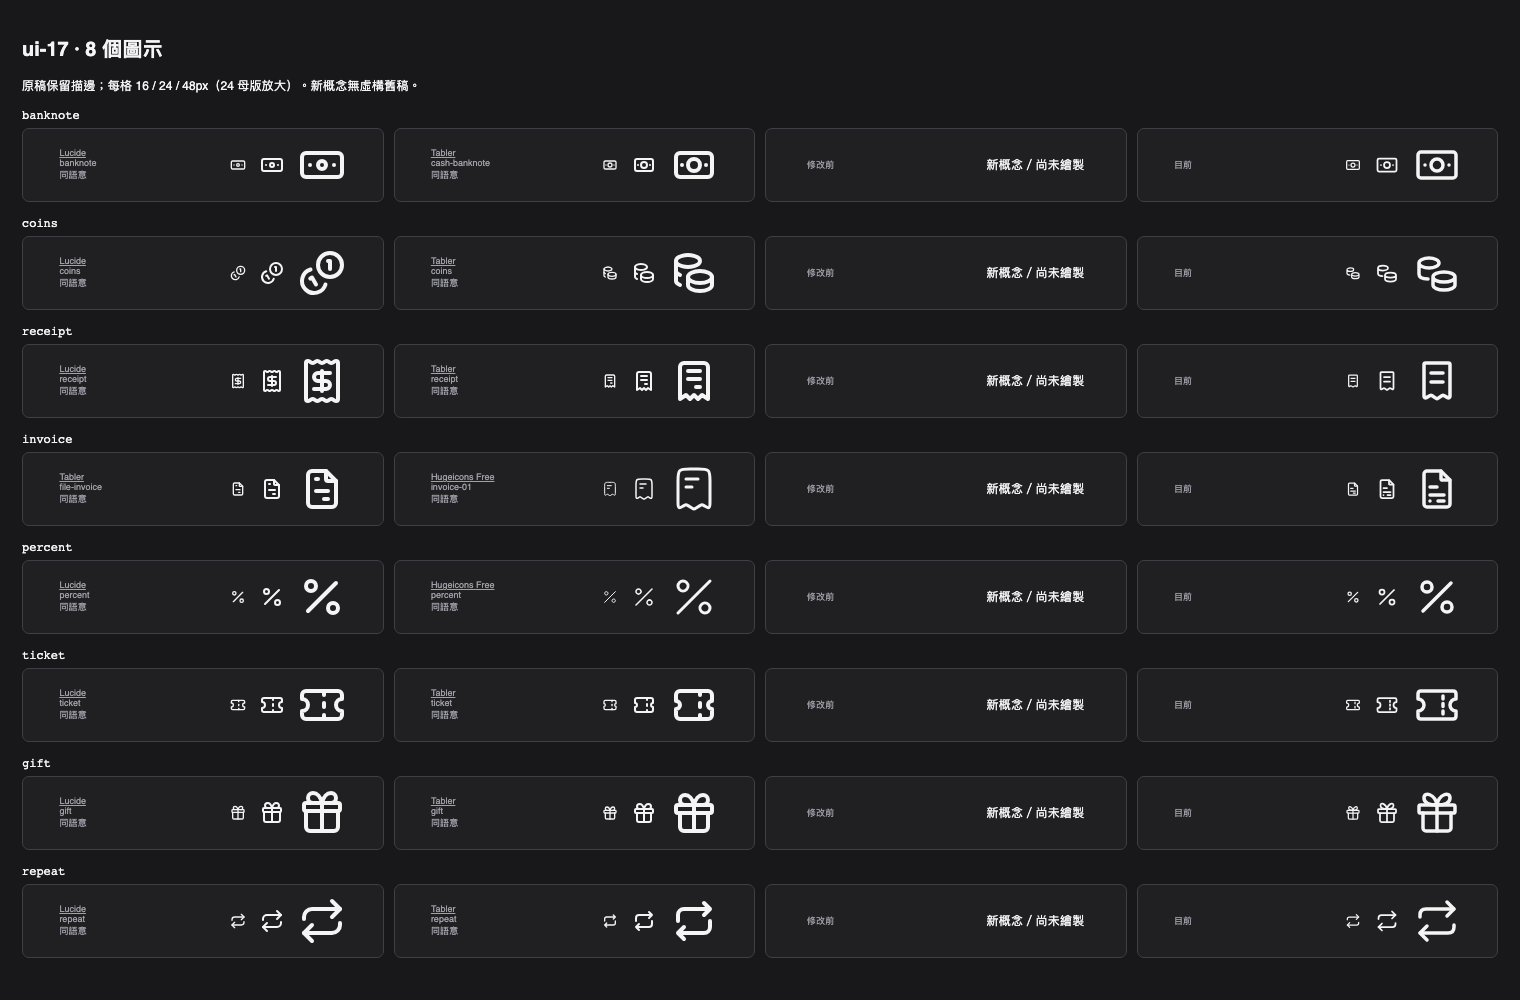 ui-17 · 8 個圖示
原稿保留描邊；每格 16 / 24 / 48px（24 母版放大）。新概念無虛構舊稿。
banknote
Lucide
banknote
同語意
Tabler
cash-banknote
同語意
修改前
新概念 / 尚未繪製
目前
coins
Lucide
coins
同語意
Tabler
coins
同語意
修改前
新概念 / 尚未繪製
目前
receipt
Lucide
receipt
同語意
Tabler
receipt
同語意
修改前
新概念 / 尚未繪製
目前
invoice
Tabler
file-invoice
同語意
Hugeicons Free
invoice-01
同語意
修改前
新概念 / 尚未繪製
目前
percent
Lucide
percent
同語意
Hugeicons Free
percent
同語意
修改前
新概念 / 尚未繪製
目前
ticket
Lucide
ticket
同語意
Tabler
ticket
同語意
修改前
新概念 / 尚未繪製
目前
gift
Lucide
gift
同語意
Tabler
gift
同語意
修改前
新概念 / 尚未繪製
目前
repeat
Lucide
repeat
同語意
Tabler
repeat
同語意
修改前
新概念 / 尚未繪製
目前